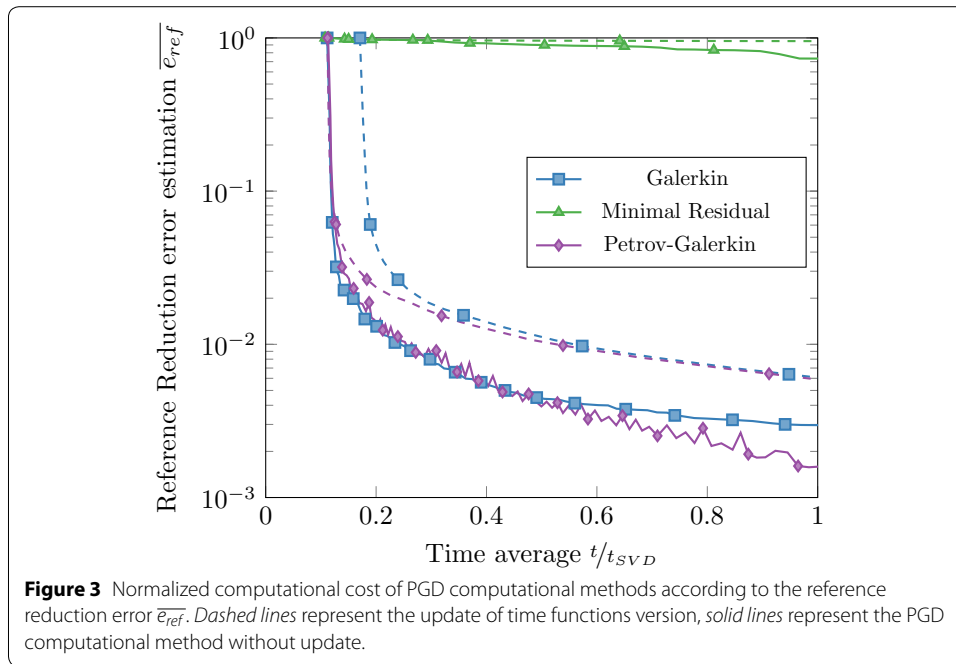 Reference Reduction error estimation e_ref
10^0
10^−1
10^−2
10^−3
Galerkin
Minimal Residual
Petrov-Galerkin
0 0.2 0.4 0.6 0.8 1
Time average t/t_SVD
Figure 3 Normalized computational cost of PGD computational methods according to the reference
reduction error e_ref. Dashed lines represent the update of time functions version, solid lines represent the PGD
computational method without update.